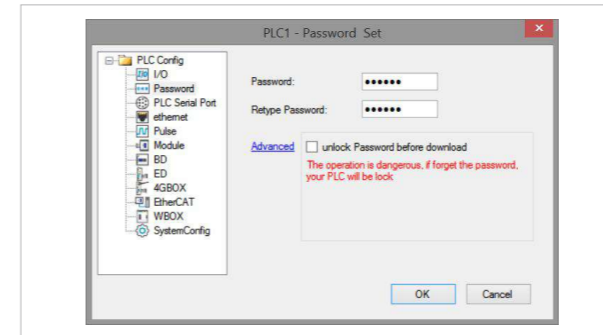 PLC1 - Password Set
PLC Config
I/O
Password
PLC Serial Port
ethernet
Pulse
Module
BD
ED
4GBOX
EtherCAT
WBOX
SystemConfig
Password: ••••••
Retype Password: ••••••
Advanced unlock Password before download
The operation is dangerous, if forget the password,
your PLC will be lock
OK Cancel